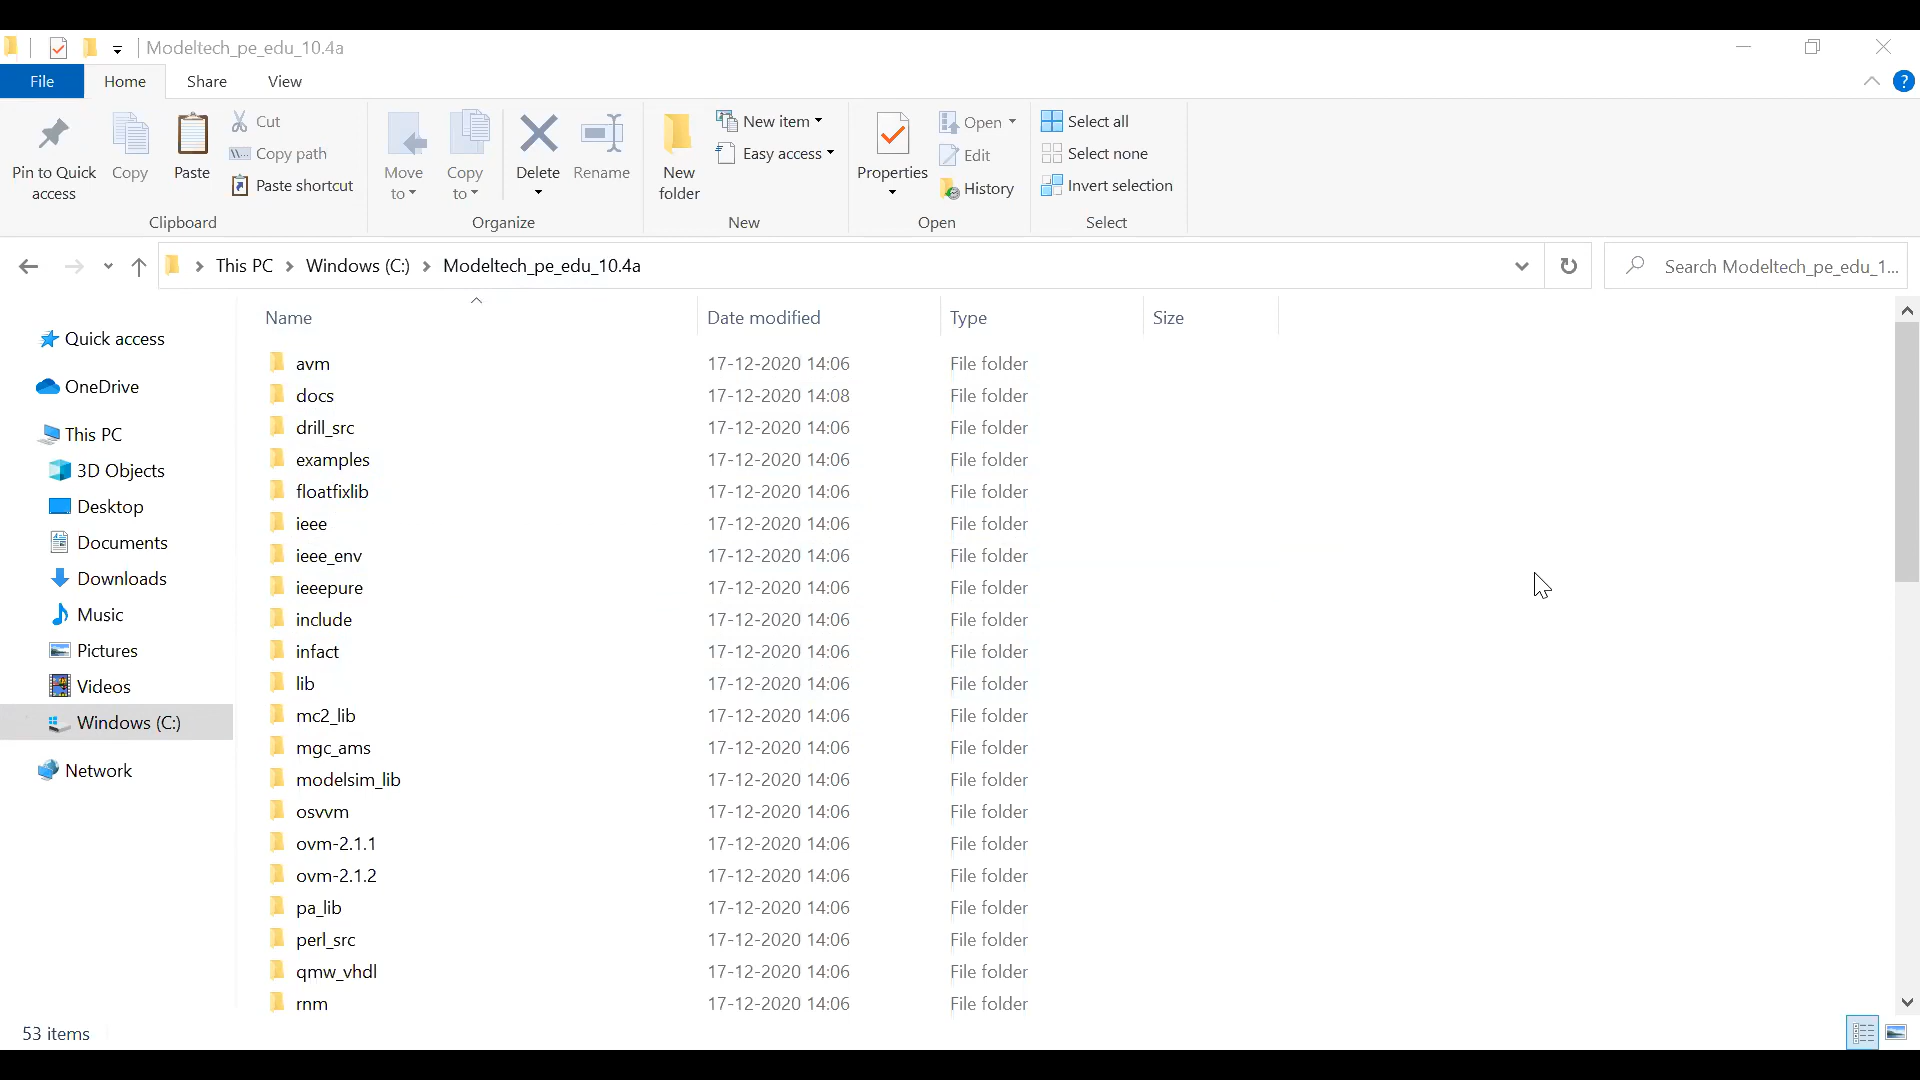 Modeltech_pe_edu_10.4a
File Home Share View
Pin to Quick access
Copy
Paste
Cut
Copy path
Paste shortcut
Clipboard
Move to
Copy to
Delete
Rename
Organize
New folder
New item
Easy access
New
Properties
Open
Edit
History
Open
Select all
Select none
Invert selection
Select
This PC > Windows (C:) > Modeltech_pe_edu_10.4a
Search Modeltech_pe_edu_1...
Quick access
OneDrive
This PC
3D Objects
Desktop
Documents
Downloads
Music
Pictures
Videos
Windows (C:)
Network
Name Date modified Type Size
avm 17-12-2020 14:06 File folder
docs 17-12-2020 14:08 File folder
drill_src 17-12-2020 14:06 File folder
examples 17-12-2020 14:06 File folder
floatfixlib 17-12-2020 14:06 File folder
ieee 17-12-2020 14:06 File folder
ieee_env 17-12-2020 14:06 File folder
ieeepure 17-12-2020 14:06 File folder
include 17-12-2020 14:06 File folder
infact 17-12-2020 14:06 File folder
lib 17-12-2020 14:06 File folder
mc2_lib 17-12-2020 14:06 File folder
mgc_ams 17-12-2020 14:06 File folder
modelsim_lib 17-12-2020 14:06 File folder
osvvm 17-12-2020 14:06 File folder
ovm-2.1.1 17-12-2020 14:06 File folder
ovm-2.1.2 17-12-2020 14:06 File folder
pa_lib 17-12-2020 14:06 File folder
perl_src 17-12-2020 14:06 File folder
qmw_vhdl 17-12-2020 14:06 File folder
rnm 17-12-2020 14:06 File folder
53 items